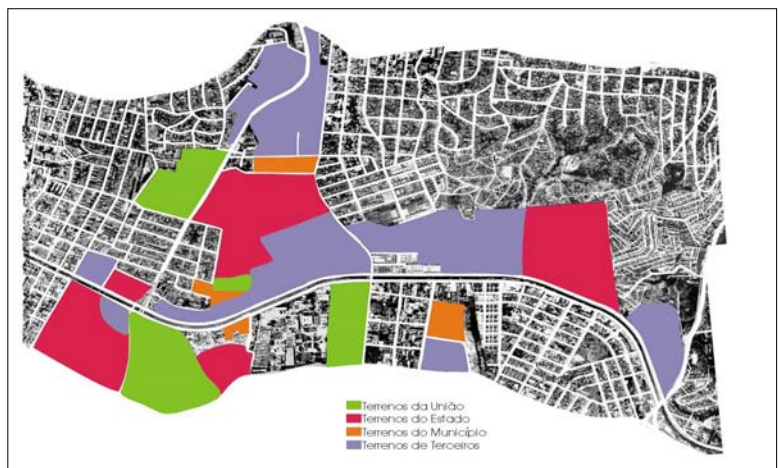 Terrenos da União
Terrenos do Estado
Terrenos do Município
Terrenos de Terceiros